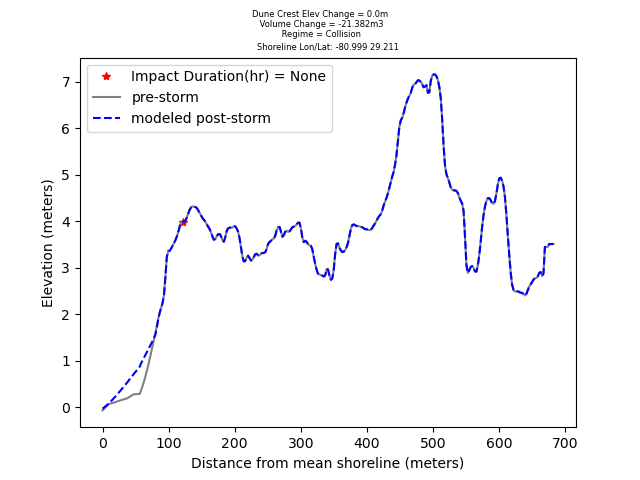 Dune Crest Elev Change = 0.0m
Volume Change = -21.382m3
Regime = Collision
Shoreline Lon/Lat: -80.999 29.211
Impact Duration(hr) = None
pre-storm
modeled post-storm
7
6
5
4
3
2
1
0
Elevation (meters)
0 100 200 300 400 500 600 700
Distance from mean shoreline (meters)